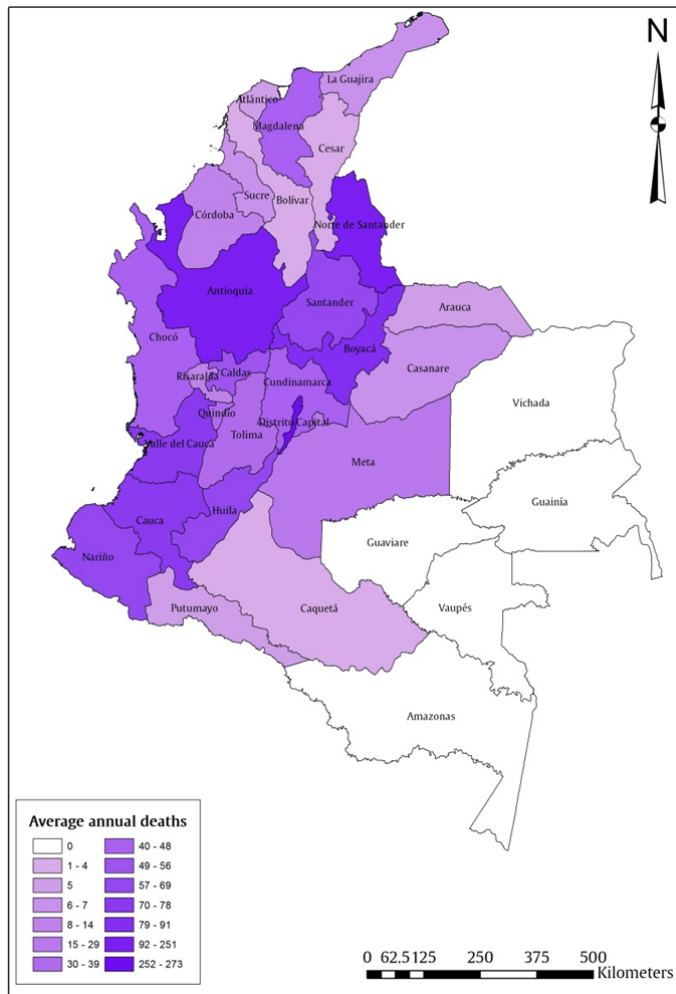 N
La Guajira
Atlántico
Magdalena
Cesar
Sucre
Bolívar
Córdoba
Norte de Santander
Antioquia
Santander
Arauca
Boyacá
Chocó
Casanare
Risaralda
Caldas
Cundinamarca
Vichada
Quindío
Distrito Capital
Tolima
Valle del Cauca
Meta
Guainía
Huila
Cauca
Guaviare
Nariño
Vaupés
Putumayo
Caquetá
Amazonas
Average annual deaths
0
1 - 4
5
6 - 7
8 - 14
15 - 29
30 - 39
40 - 48
49 - 56
57 - 69
70 - 78
79 - 91
92 - 251
252 - 273
0 62.5 125 250 375 500
Kilometers